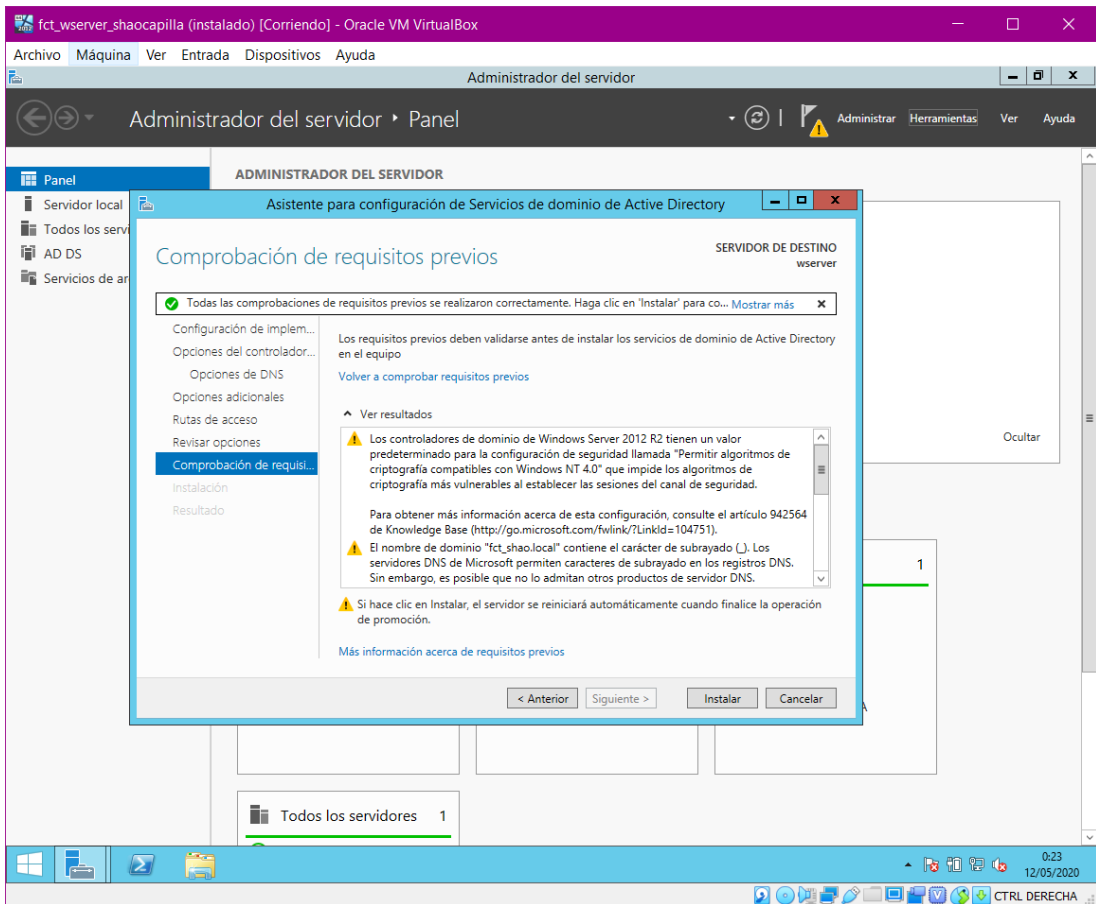 fct_wserver_shaocapilla (instalado) [Corriendo] - Oracle VM VirtualBox
Archivo Máquina Ver Entrada Dispositivos Ayuda
Administrador del servidor
Administrador del servidor ‣ Panel
Administrar Herramientas Ver Ayuda
Panel
Servidor local
Todos los servi
AD DS
Servicios de ar
ADMINISTRADOR DEL SERVIDOR
Asistente para configuración de Servicios de dominio de Active Directory
Comprobación de requisitos previos
SERVIDOR DE DESTINO
wserver
Todas las comprobaciones de requisitos previos se realizaron correctamente. Haga clic en 'Instalar' para co... Mostrar más
Configuración de implem...
Opciones del controlador...
Opciones de DNS
Opciones adicionales
Rutas de acceso
Revisar opciones
Comprobación de requisi...
Instalación
Resultado
Los requisitos previos deben validarse antes de instalar los servicios de dominio de Active Directory
en el equipo
Volver a comprobar requisitos previos
Ver resultados
Los controladores de dominio de Windows Server 2012 R2 tienen un valor
predeterminado para la configuración de seguridad llamada "Permitir algoritmos de
criptografía compatibles con Windows NT 4.0" que impide los algoritmos de
criptografía más vulnerables al establecer las sesiones del canal de seguridad.
Para obtener más información acerca de esta configuración, consulte el artículo 942564
de Knowledge Base (http://go.microsoft.com/fwlink/?LinkId=104751).
El nombre de dominio "fct_shao.local" contiene el carácter de subrayado (_). Los
servidores DNS de Microsoft permiten caracteres de subrayado en los registros DNS.
Sin embargo, es posible que no lo admitan otros productos de servidor DNS.
Si hace clic en Instalar, el servidor se reiniciará automáticamente cuando finalice la operación
de promoción.
Más información acerca de requisitos previos
< Anterior Siguiente > Instalar Cancelar
Ocultar
1
A
Todos los servidores 1
0:23
12/05/2020
CTRL DERECHA